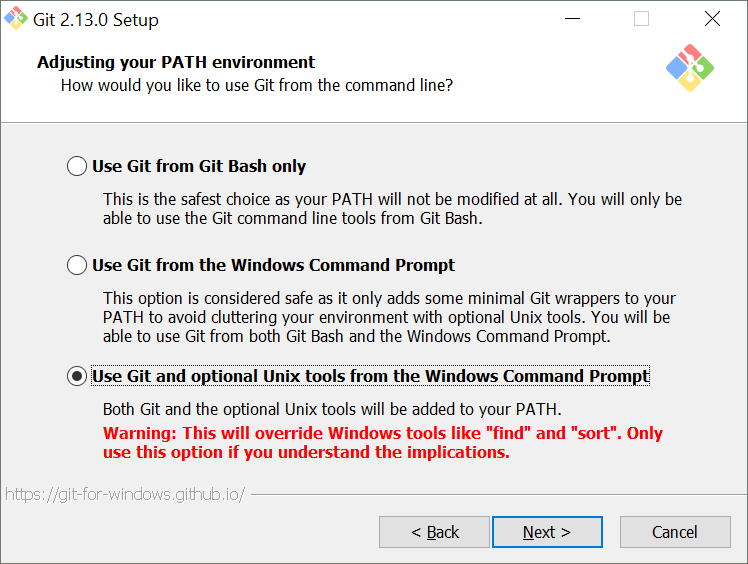 Git 2.13.0 Setup
Adjusting your PATH environment
How would you like to use Git from the command line?
Use Git from Git Bash only
This is the safest choice as your PATH will not be modified at all. You will only be
able to use the Git command line tools from Git Bash.
Use Git from the Windows Command Prompt
This option is considered safe as it only adds some minimal Git wrappers to your
PATH to avoid cluttering your environment with optional Unix tools. You will be
able to use Git from both Git Bash and the Windows Command Prompt.
Use Git and optional Unix tools from the Windows Command Prompt
Both Git and the optional Unix tools will be added to your PATH.
Warning: This will override Windows tools like "find" and "sort". Only
use this option if you understand the implications.
https://git-for-windows.github.io/
< Back
Next >
Cancel